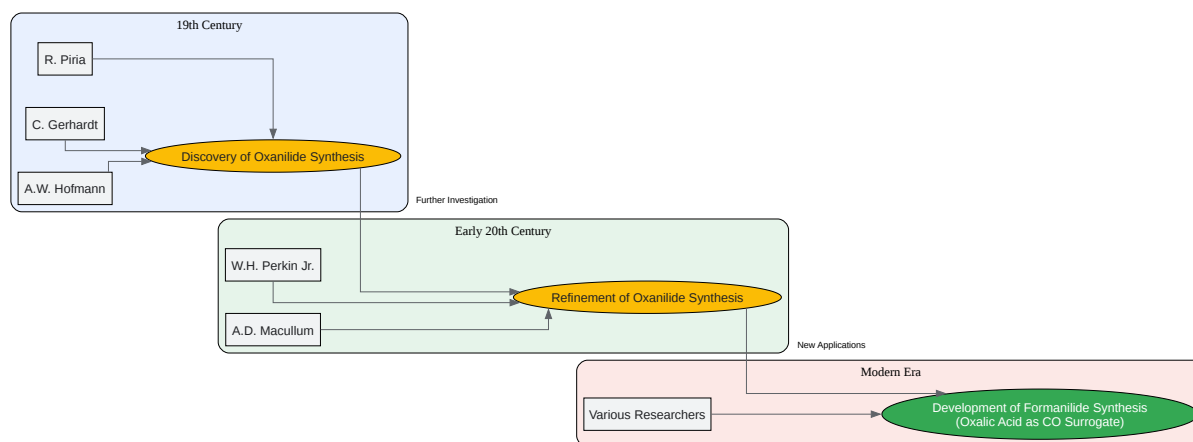 19th Century
R. Piria
C. Gerhardt
Discovery of Oxanilide Synthesis
A.W. Hofmann
Further Investigation
Early 20th Century
W.H. Perkin Jr.
Refinement of Oxanilide Synthesis
A.D. Macullum
New Applications
Modern Era
Various Researchers
Development of Formanilide Synthesis
(Oxalic Acid as CO Surrogate)